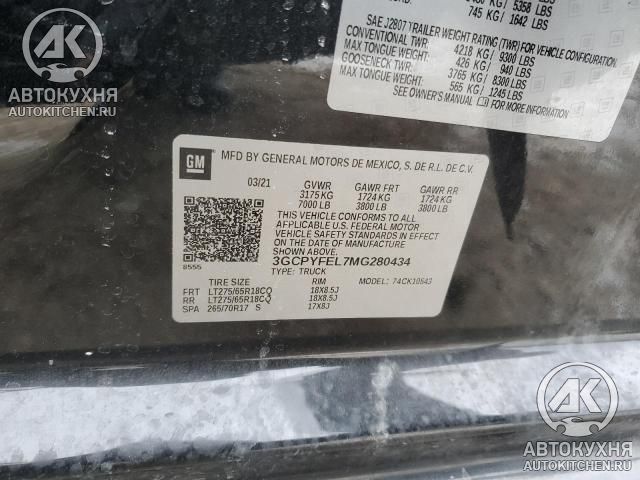 5358 LBS
745 KG / 1642 LBS
SAE J2807 TRAILER WEIGHT RATING (TWR) FOR VEHICLE CONFIGURATION
CONVENTIONAL TWR: 4218 KG / 9300 LBS
MAX TONGUE WEIGHT: 426 KG / 940 LBS
GOOSENECK TWR: 3765 KG / 8300 LBS
MAX TONGUE WEIGHT: 565 KG / 1245 LBS
SEE OWNER'S MANUAL FOR MORE INFORMATION
AK
АВТОКУХНЯ
AUTOKITCHEN.RU
GM
MFD BY GENERAL MOTORS DE MEXICO, S. DE R.L. DE C.V.
03/21 GVWR GAWR FRT GAWR RR
3175 KG 1724 KG 1724 KG
7000 LB 3800 LB 3800 LB
THIS VEHICLE CONFORMS TO ALL
APPLICABLE U.S. FEDERAL MOTOR
VEHICLE SAFETY STANDARDS IN EFFECT
ON THE DATE OF MANUFACTURE
3GCPYFEL7MG280434
8555
TYPE: TRUCK MODEL: 74CK10543
TIRE SIZE RIM
FRT LT275/65R18CQ 18X8.5J
RR LT275/65R18CQ 18X8.5J
SPA 265/70R17 S 17X8J
AK
АВТОКУХНЯ
AUTOKITCHEN.RU